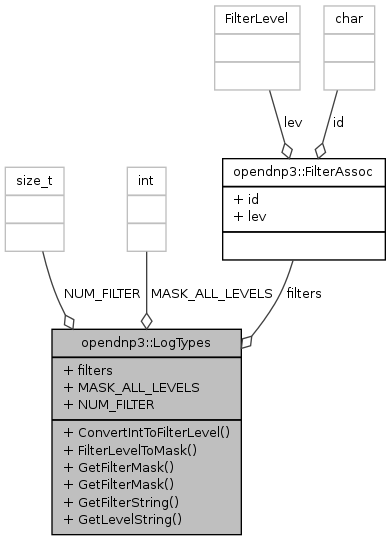 FilterLevel
char
lev
id
size_t
int
opendnp3::FilterAssoc
+ id
+ lev
NUM_FILTER
MASK_ALL_LEVELS
filters
opendnp3::LogTypes
+ filters
+ MASK_ALL_LEVELS
+ NUM_FILTER
+ ConvertIntToFilterLevel()
+ FilterLevelToMask()
+ GetFilterMask()
+ GetFilterMask()
+ GetFilterString()
+ GetLevelString()